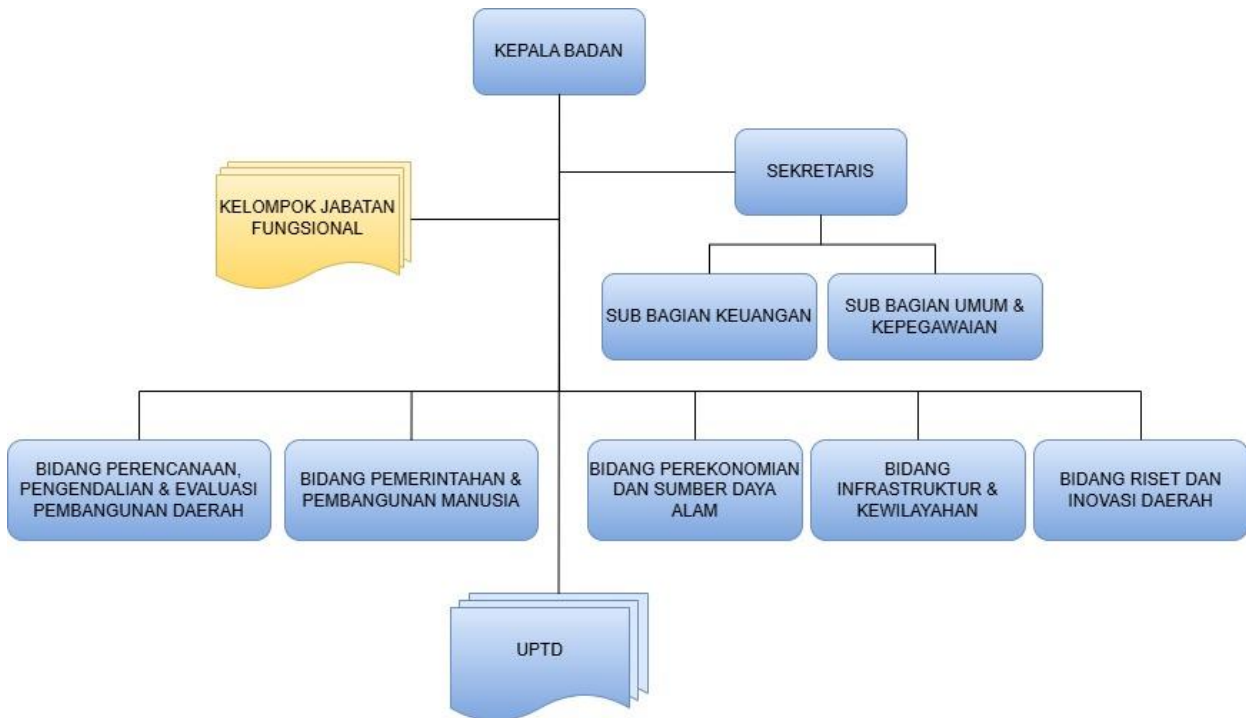 KEPALA BADAN
SEKRETARIS
KELOMPOK JABATAN
FUNGSIONAL
SUB BAGIAN KEUANGAN
SUB BAGIAN UMUM &
KEPEGAWAIAN
BIDANG PERENCANAAN,
PENGENDALIAN & EVALUASI
PEMBANGUNAN DAERAH
BIDANG PEMERINTAHAN &
PEMBANGUNAN MANUSIA
BIDANG PEREKONOMIAN
DAN SUMBER DAYA
ALAM
BIDANG
INFRASTRUKTUR &
KEWILAYAHAN
BIDANG RISET DAN
INOVASI DAERAH
UPTD